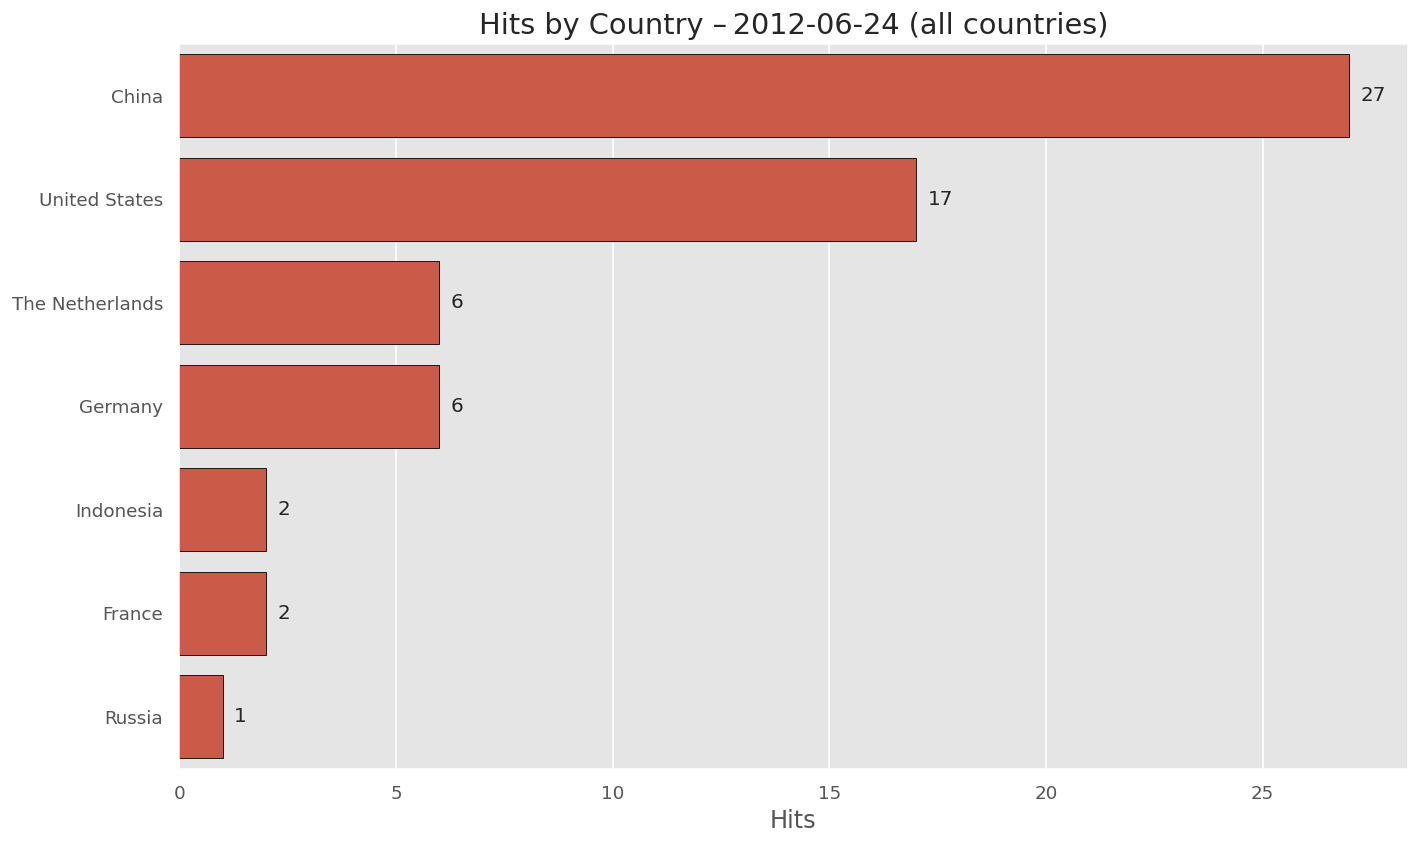 Hits by Country – 2012-06-24 (all countries)
China 27
United States 17
The Netherlands 6
Germany 6
Indonesia 2
France 2
Russia 1
0 5 10 15 20 25
Hits